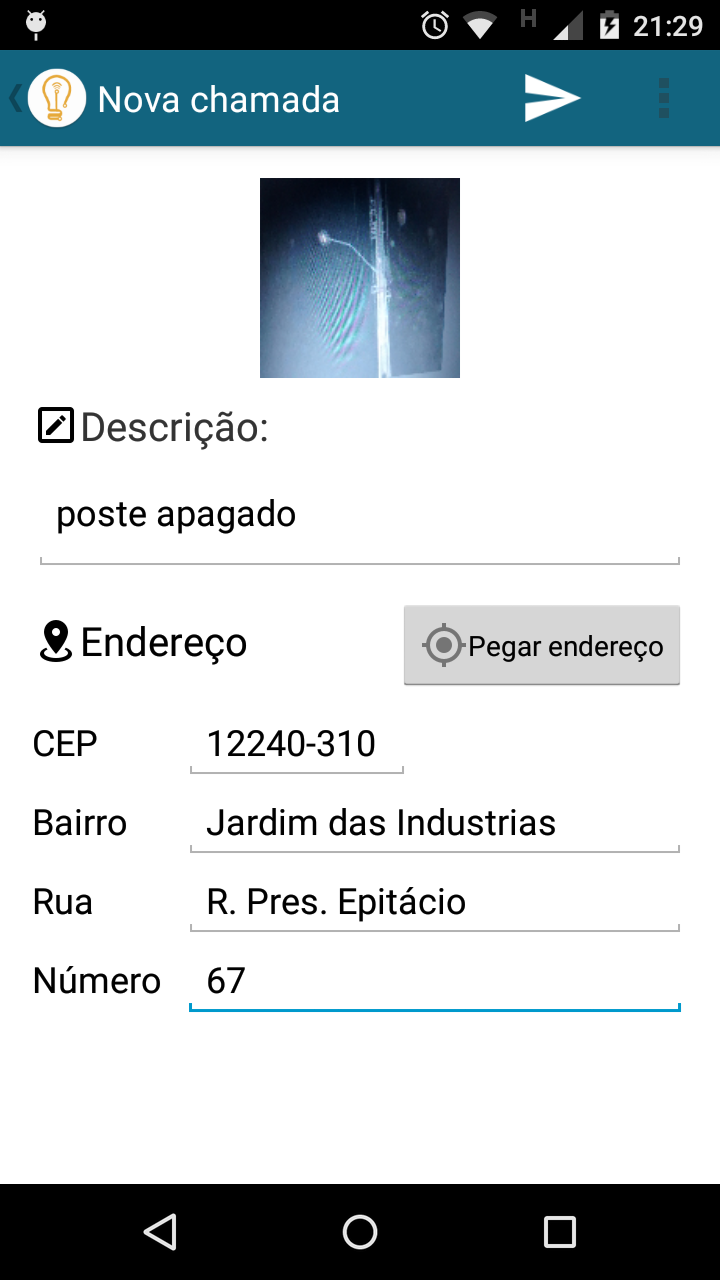 H 21:29
Nova chamada
Descrição:
poste apagado
Endereço
Pegar endereço
CEP 12240-310
Bairro Jardim das Industrias
Rua R. Pres. Epitácio
Número 67